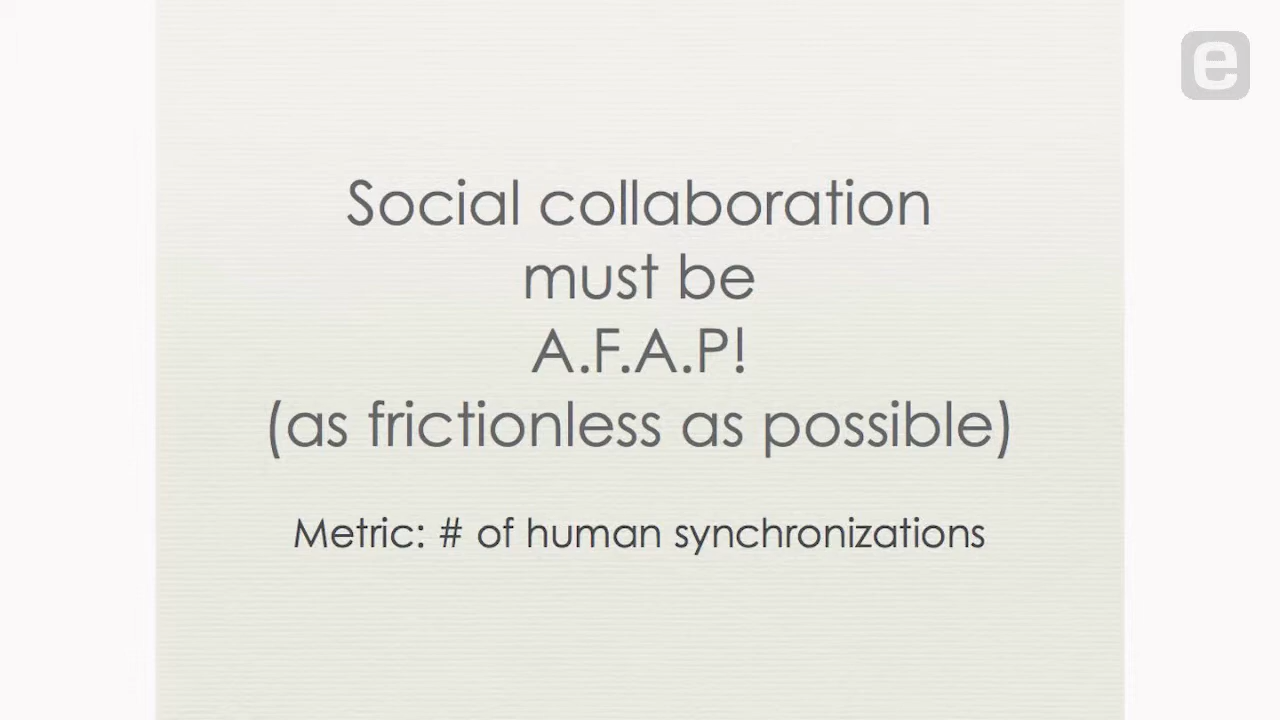 e
Social collaboration
must be
A.F.A.P!
(as frictionless as possible)
Metric: # of human synchronizations